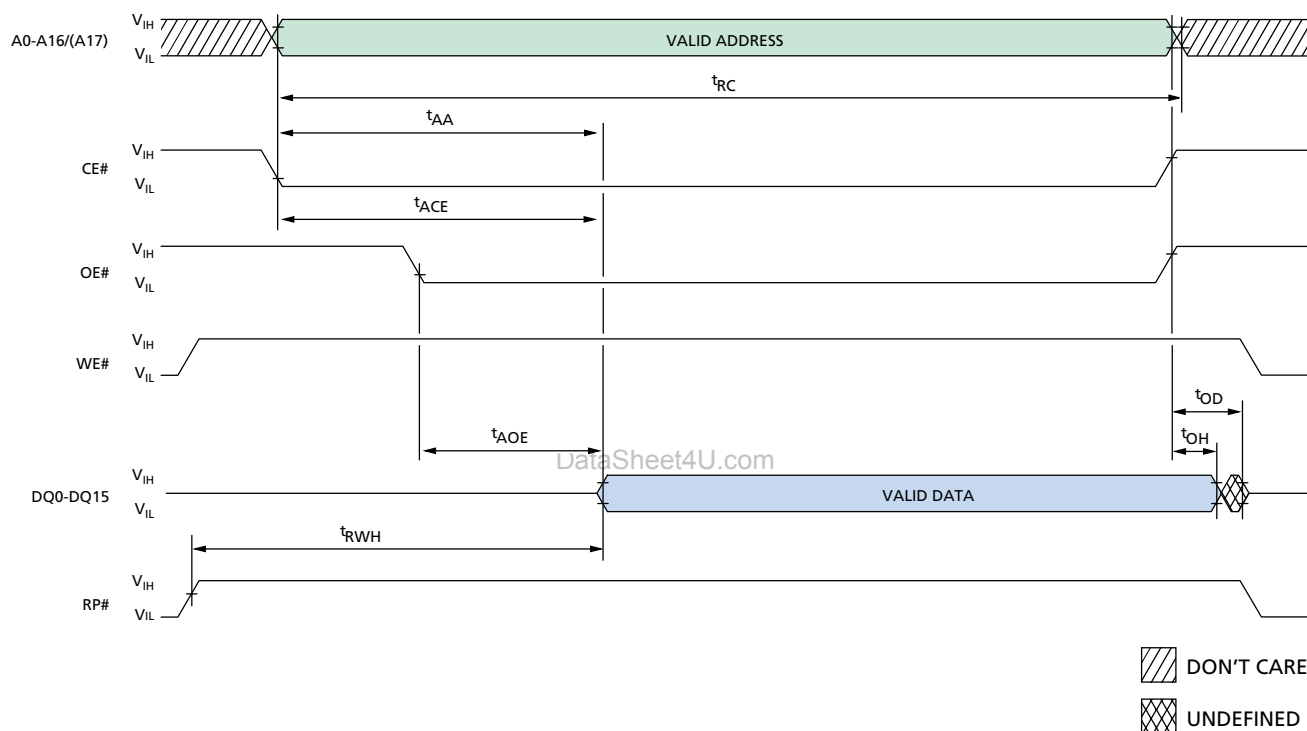 A0-A16/(A17)
VIH
VIL
VALID ADDRESS
tRC
tAA
CE#
VIH
VIL
tACE
OE#
VIH
VIL
WE#
VIH
VIL
tOD
tAOE
tOH
DataSheet4U.com
DQ0-DQ15
VIH
VIL
VALID DATA
tRWH
RP#
VIH
VIL
DON'T CARE
UNDEFINED